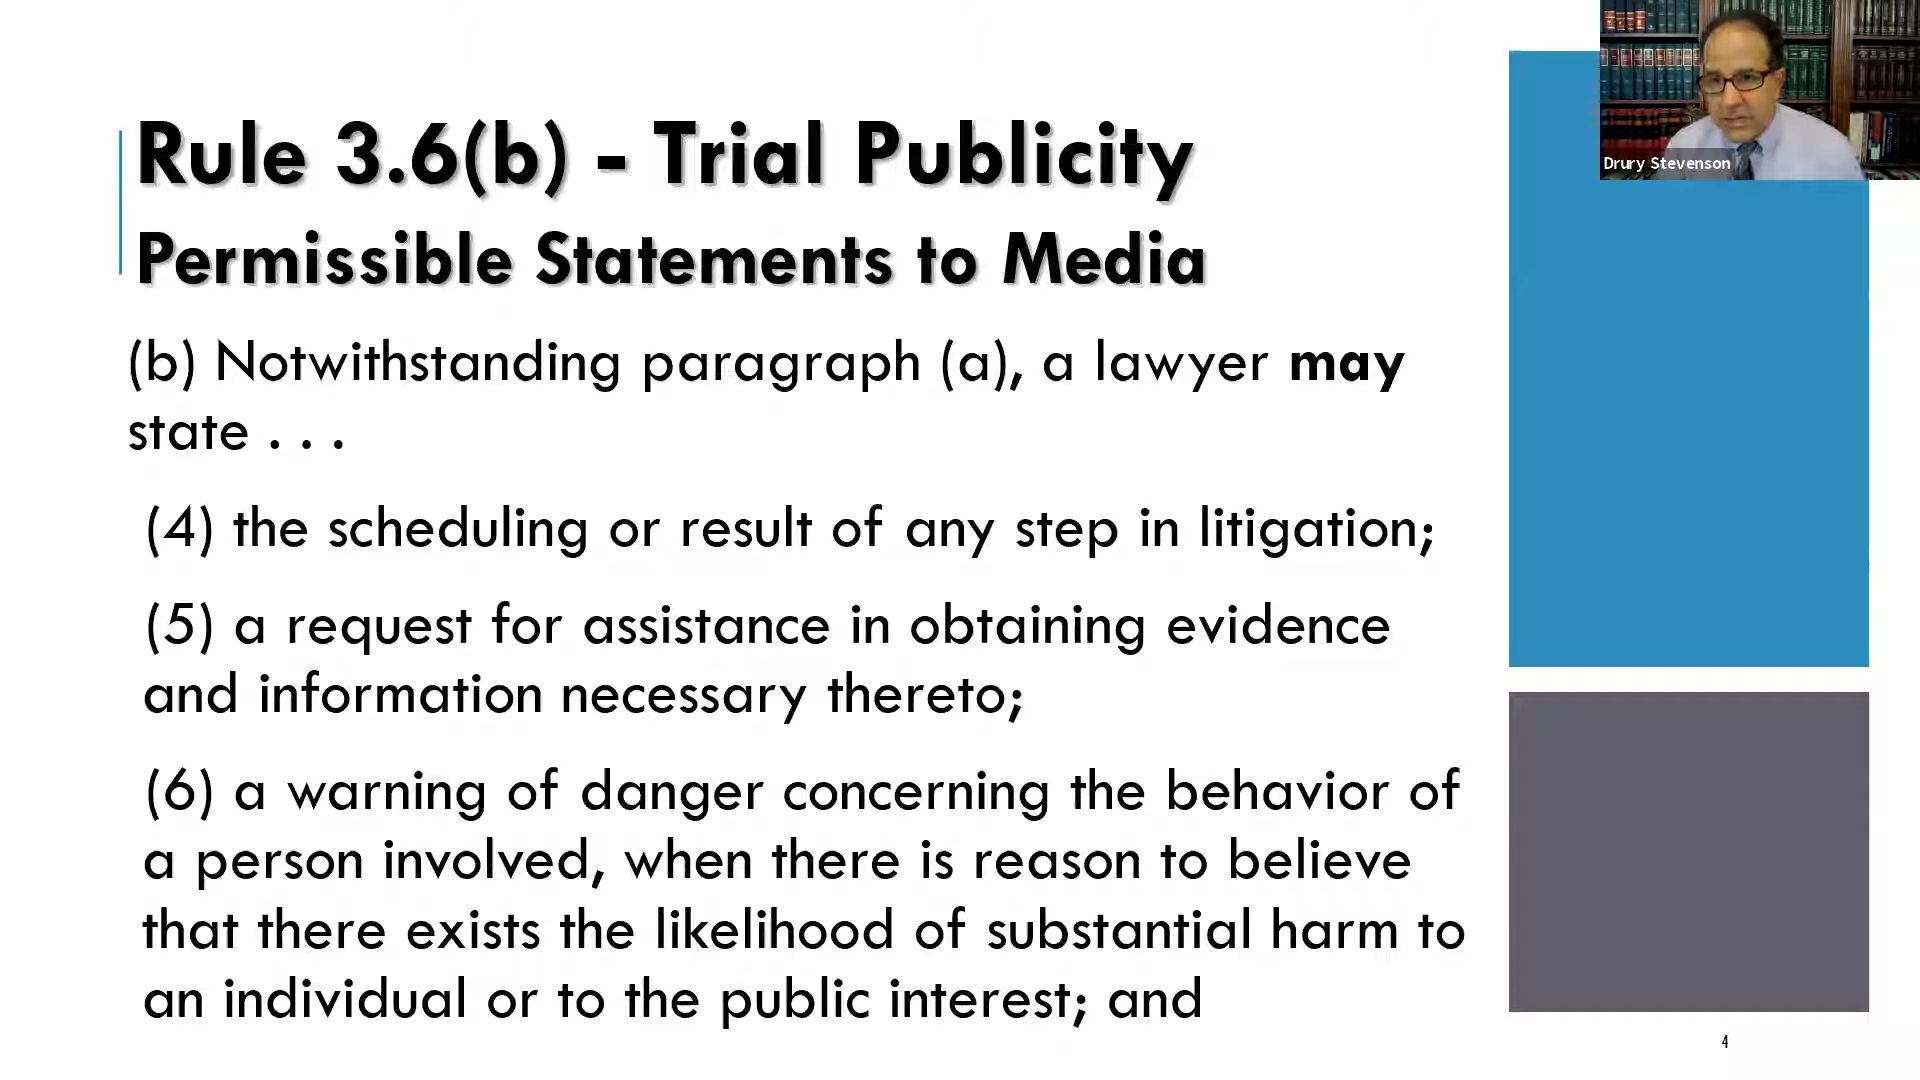 Rule 3.6(b) - Trial Publicity
Permissible Statements to Media
(b) Notwithstanding paragraph (a), a lawyer may
state . . .
(4) the scheduling or result of any step in litigation;
(5) a request for assistance in obtaining evidence
and information necessary thereto;
(6) a warning of danger concerning the behavior of
a person involved, when there is reason to believe
that there exists the likelihood of substantial harm to
an individual or to the public interest; and
Drury Stevenson
4